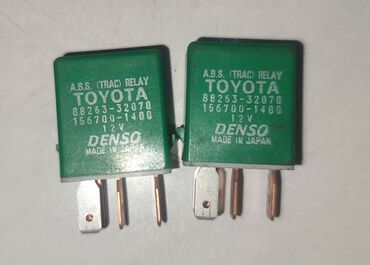 A.B.S. (TRAC) RELAY
TOYOTA
88263-32070
156700-1400
12V
DENSO
MADE IN JAPAN
A.B.S. (TRAC) RELAY
TOYOTA
88263-32070
156700-1400
12V
DENSO
MADE IN JAPAN